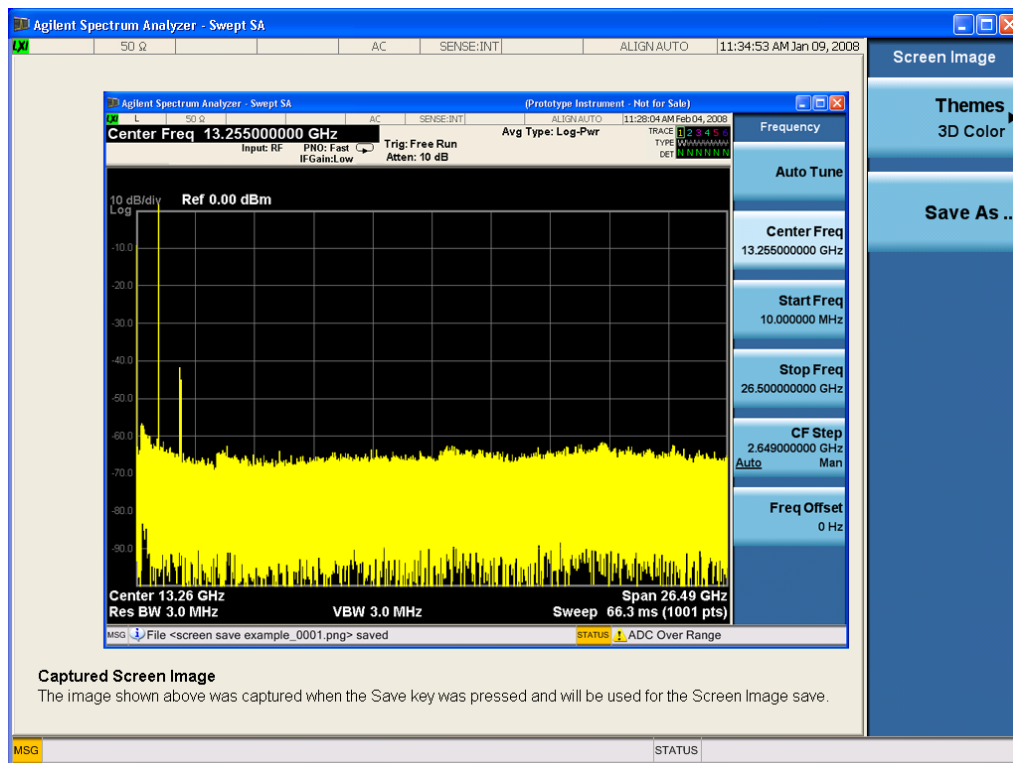 Agilent Spectrum Analyzer - Swept SA
LXI 50 Ω AC SENSE:INT ALIGN AUTO 11:34:53 AM Jan 09, 2008
Screen Image
Themes
3D Color
Save As ..
Agilent Spectrum Analyzer - Swept SA (Prototype Instrument - Not for Sale)
LXI L 50 Ω AC SENSE:INT ALIGN AUTO 11:28:04 AM Feb 04, 2008
Center Freq 13.255000000 GHz
Input: RF
PNO: Fast
IFGain:Low
Trig: Free Run
Atten: 10 dB
Avg Type: Log-Pwr
TRACE 1 2 3 4 5 6
TYPE WWWWWW
DET N N N N N N
10 dB/div Ref 0.00 dBm
Log
-10.0
-20.0
-30.0
-40.0
-50.0
-60.0
-70.0
-80.0
-90.0
Center 13.26 GHz Span 26.49 GHz
Res BW 3.0 MHz VBW 3.0 MHz Sweep 66.3 ms (1001 pts)
Frequency
Auto Tune
Center Freq
13.255000000 GHz
Start Freq
10.000000 MHz
Stop Freq
26.500000000 GHz
CF Step
2.649000000 GHz
Auto Man
Freq Offset
0 Hz
MSG File <screen save example_0001.png> saved STATUS ADC Over Range
Captured Screen Image
The image shown above was captured when the Save key was pressed and will be used for the Screen Image save.
MSG STATUS